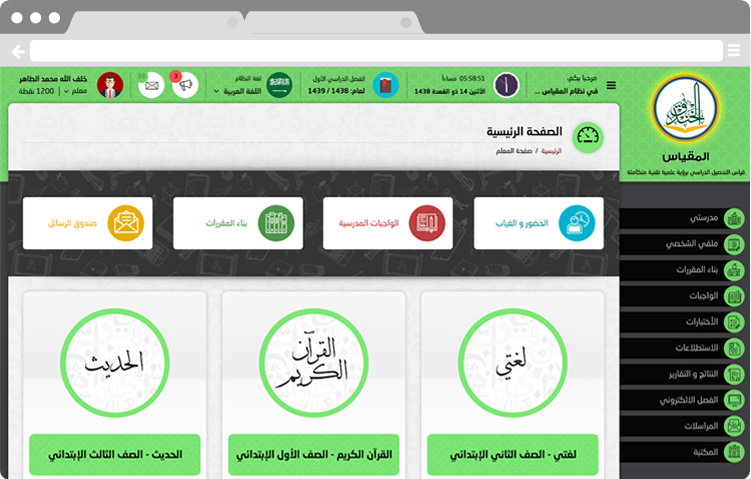 المقياس
قياس التحصيل الدراسي برؤية علمية تقنية متكاملة
مرحباً بكم،
في نظام المقياس ...
05:58:51 مساءاً
الأثنين 14 ذو القعدة 1438
الفصل الدراسي الأول
لعام: 1438 / 1439
لغة النظام
اللغة العربية
3
20
خلف الله محمد الطاهر
معلم | 1200 نقطة
الصفحة الرئيسية
الرئيسية / صفحة المعلم
الحضور و الغياب
الواجبات المدرسية
بناء المقررات
صندوق الرسائل
مدرستي
ملفي الشخصي
بناء المقررات
الواجبات
الأختبارات
الاستطلاعات
النتائج و التقارير
الفصل الالكتروني
المراسلات
المكتبة
لغتي
القرآن
الكريم
الحديث
لغتي - الصف الثاني الإبتدائي
القرآن الكريم - الصف الأول الإبتدائي
الحديث - الصف الثالث الإبتدائي